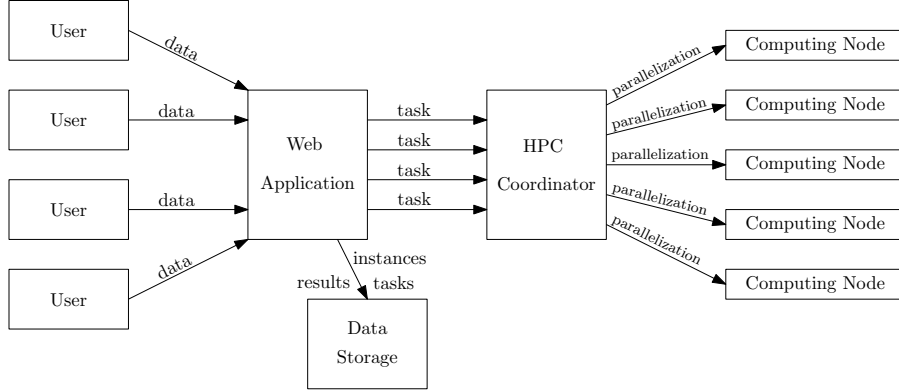 User
User
User
User
data
data
data
data
Web
Application
task
task
task
task
HPC
Coordinator
parallelization
parallelization
parallelization
parallelization
parallelization
Computing Node
Computing Node
Computing Node
Computing Node
Computing Node
instances
results tasks
Data
Storage